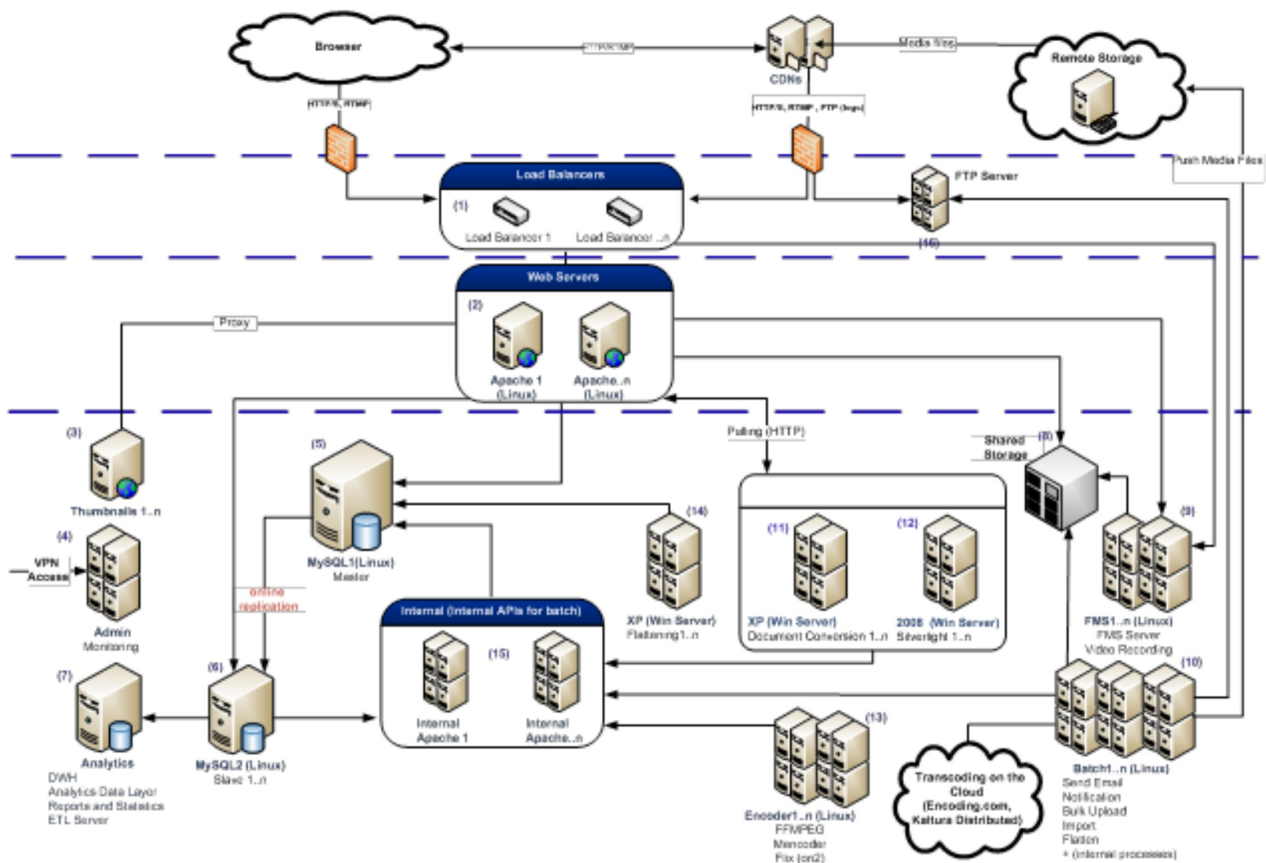 Browser
HTTP/RTMP
CDNs
Media files
Remote Storage
HTTP/S, RTMP
HTTP/S, RTMP , FTP (logs)
Push Media Files
Load Balancers
(1)
Load Balancer 1
Load Balancer ..n
FTP Server
(16)
Web Servers
(2)
Apache 1
(Linux)
Apache..n
(Linux)
Proxy
(3)
Thumbnails 1..n
(4)
VPN
Access
Admin
Monitoring
(5)
MySQL1(Linux)
Master
online
replication
Pulling (HTTP)
(14)
XP (Win Server)
Flattening1..n
(11)
XP (Win Server)
Document Conversion 1..n
(12)
2008 (Win Server)
Silverlight 1..n
Shared
Storage
(8)
(9)
FMS1..n (Linux)
FMS Server
Video Recording
Internal (Internal APIs for batch)
(15)
Internal
Apache 1
Internal
Apache..n
(6)
MySQL2 (Linux)
Slave 1..n
(7)
Analytics
DWH
Analytics Data Layer
Reports and Statistics
ETL Server
(13)
Encoder1..n (Linux)
FFMPEG
Mencoder
Flix (on2)
Transcoding on the
Cloud
(Encoding.com,
Kaltura Distributed)
(10)
Batch1..n (Linux)
Send Email
Notification
Bulk Upload
Import
Flatten
+ (internal processes)